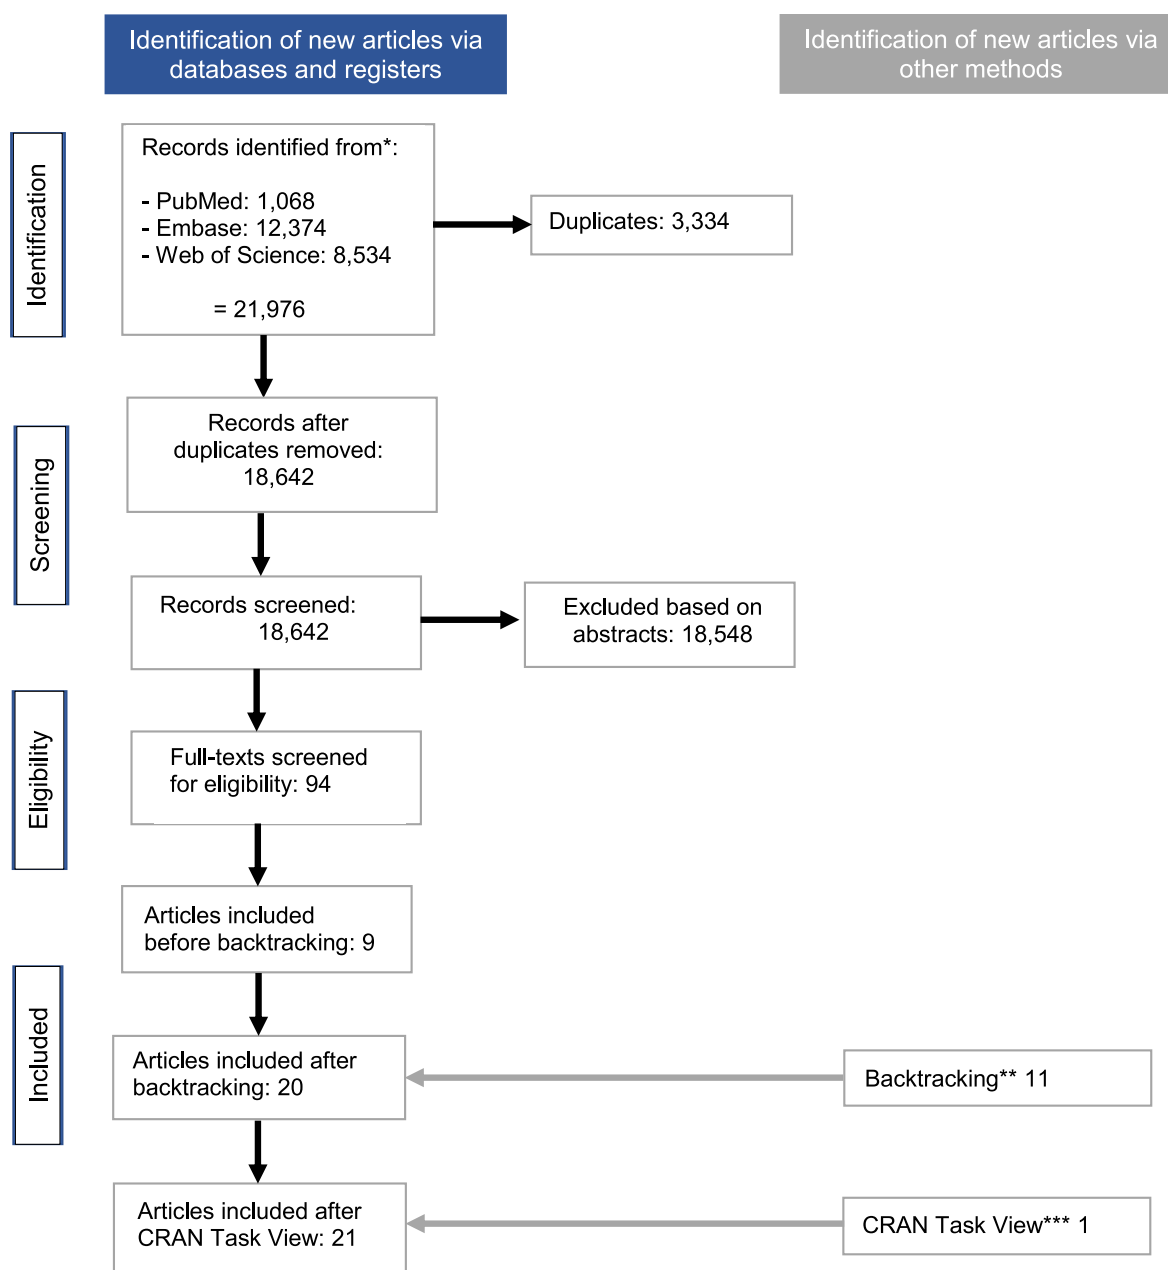 Identification of new articles via
databases and registers
Identification of new articles via
other methods
Identification
Records identified from*:
- PubMed: 1,068
- Embase: 12,374
- Web of Science: 8,534
= 21,976
Duplicates: 3,334
Screening
Records after
duplicates removed:
18,642
Records screened:
18,642
Excluded based on
abstracts: 18,548
Eligibility
Full-texts screened
for eligibility: 94
Articles included
before backtracking: 9
Included
Articles included after
backtracking: 20
Backtracking** 11
Articles included after
CRAN Task View: 21
CRAN Task View*** 1